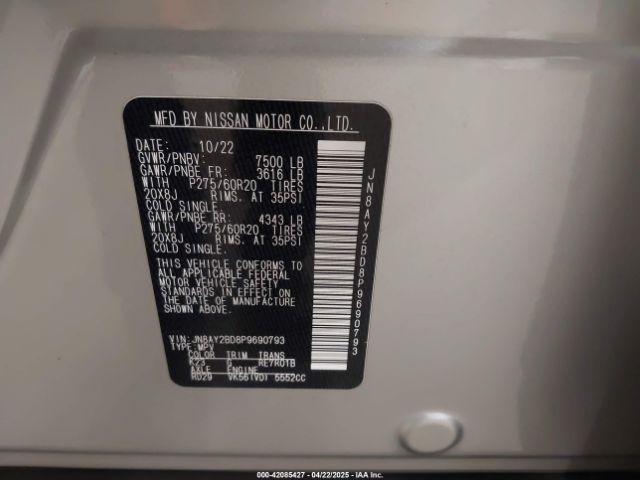 MFD BY NISSAN MOTOR CO.,LTD.
DATE: 10/22
GVWR/PNBV: 7500 LB
GAWR/PNBE FR: 3616 LB
WITH P275/60R20 TIRES
20X8J RIMS. AT 35PSI
COLD SINGLE.
GAWR/PNBE RR: 4343 LB
WITH P275/60R20 TIRES
20X8J RIMS. AT 35PSI
COLD SINGLE.
THIS VEHICLE CONFORMS TO
ALL APPLICABLE FEDERAL
MOTOR VEHICLE SAFETY
STANDARDS IN EFFECT ON
THE DATE OF MANUFACTURE
SHOWN ABOVE.
VIN: JN8AY2BD8P9690793
TYPE: MPV
COLOR TRIM TRANS
K23 G RE7R01B
AXLE ENGINE
RD29 VK56(VD) 5552CC
JN8AY2BD8P9690793
000-42085427 - 04/22/2025 - IAA Inc.